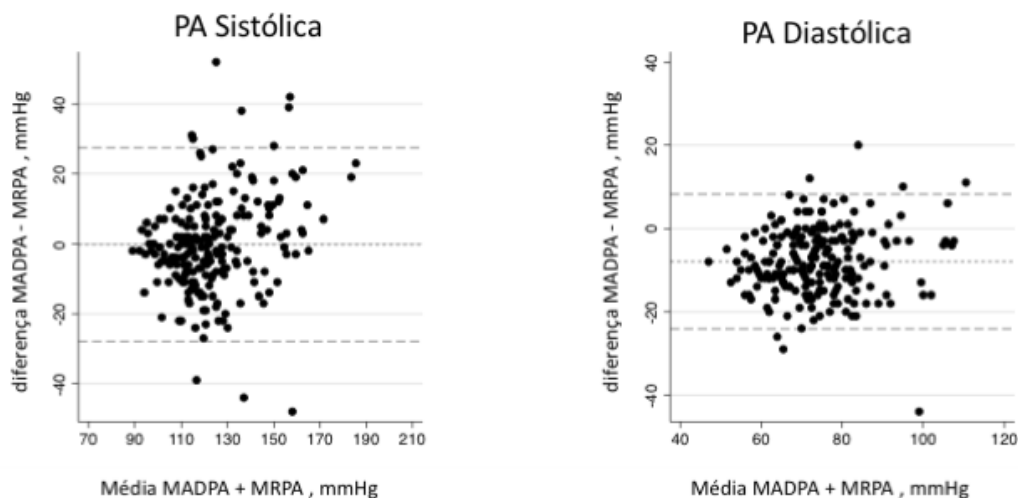 PA Sistólica
diferença MADPA - MRPA , mmHg
40
20
0
-20
-40
70 90 110 130 150 170 190 210
Média MADPA + MRPA , mmHg
PA Diastólica
diferença MADPA - MRPA, mmHg
40
20
0
-20
-40
40 60 80 100 120
Média MADPA + MRPA , mmHg